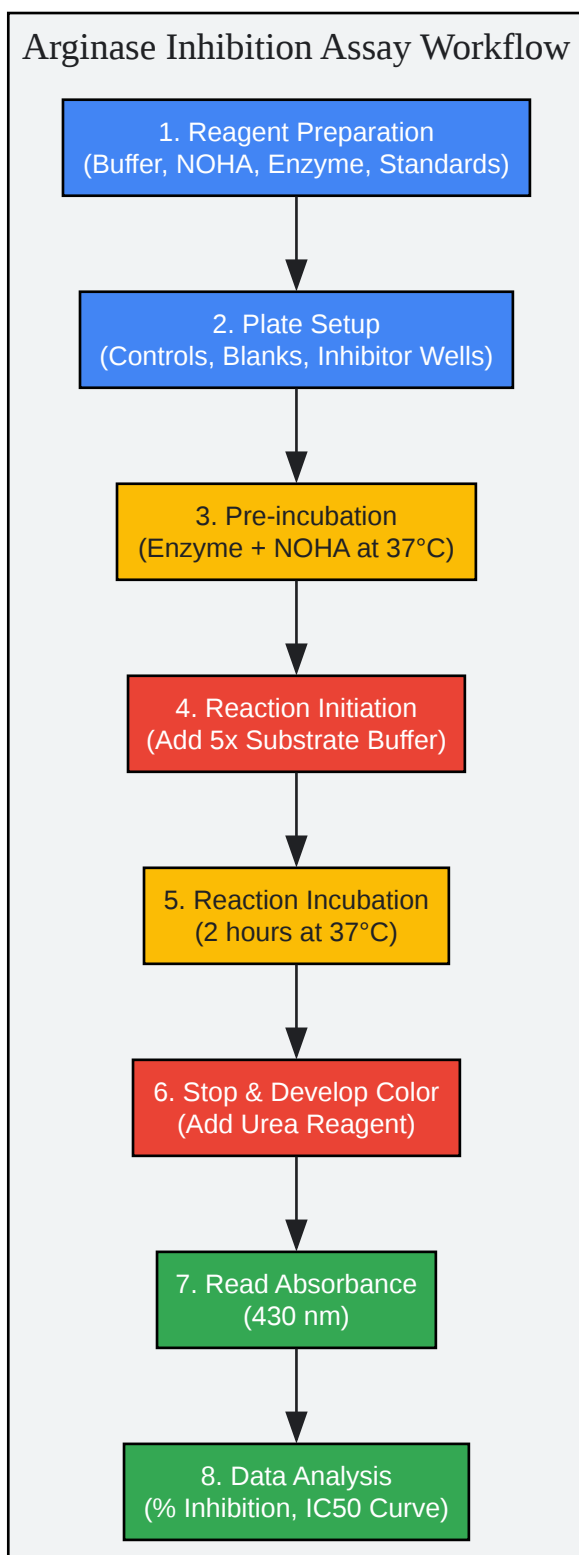 Arginase Inhibition Assay Workflow
1. Reagent Preparation
(Buffer, NOHA, Enzyme, Standards)
2. Plate Setup
(Controls, Blanks, Inhibitor Wells)
3. Pre-incubation
(Enzyme + NOHA at 37°C)
4. Reaction Initiation
(Add 5x Substrate Buffer)
5. Reaction Incubation
(2 hours at 37°C)
6. Stop & Develop Color
(Add Urea Reagent)
7. Read Absorbance
(430 nm)
8. Data Analysis
(% Inhibition, IC50 Curve)